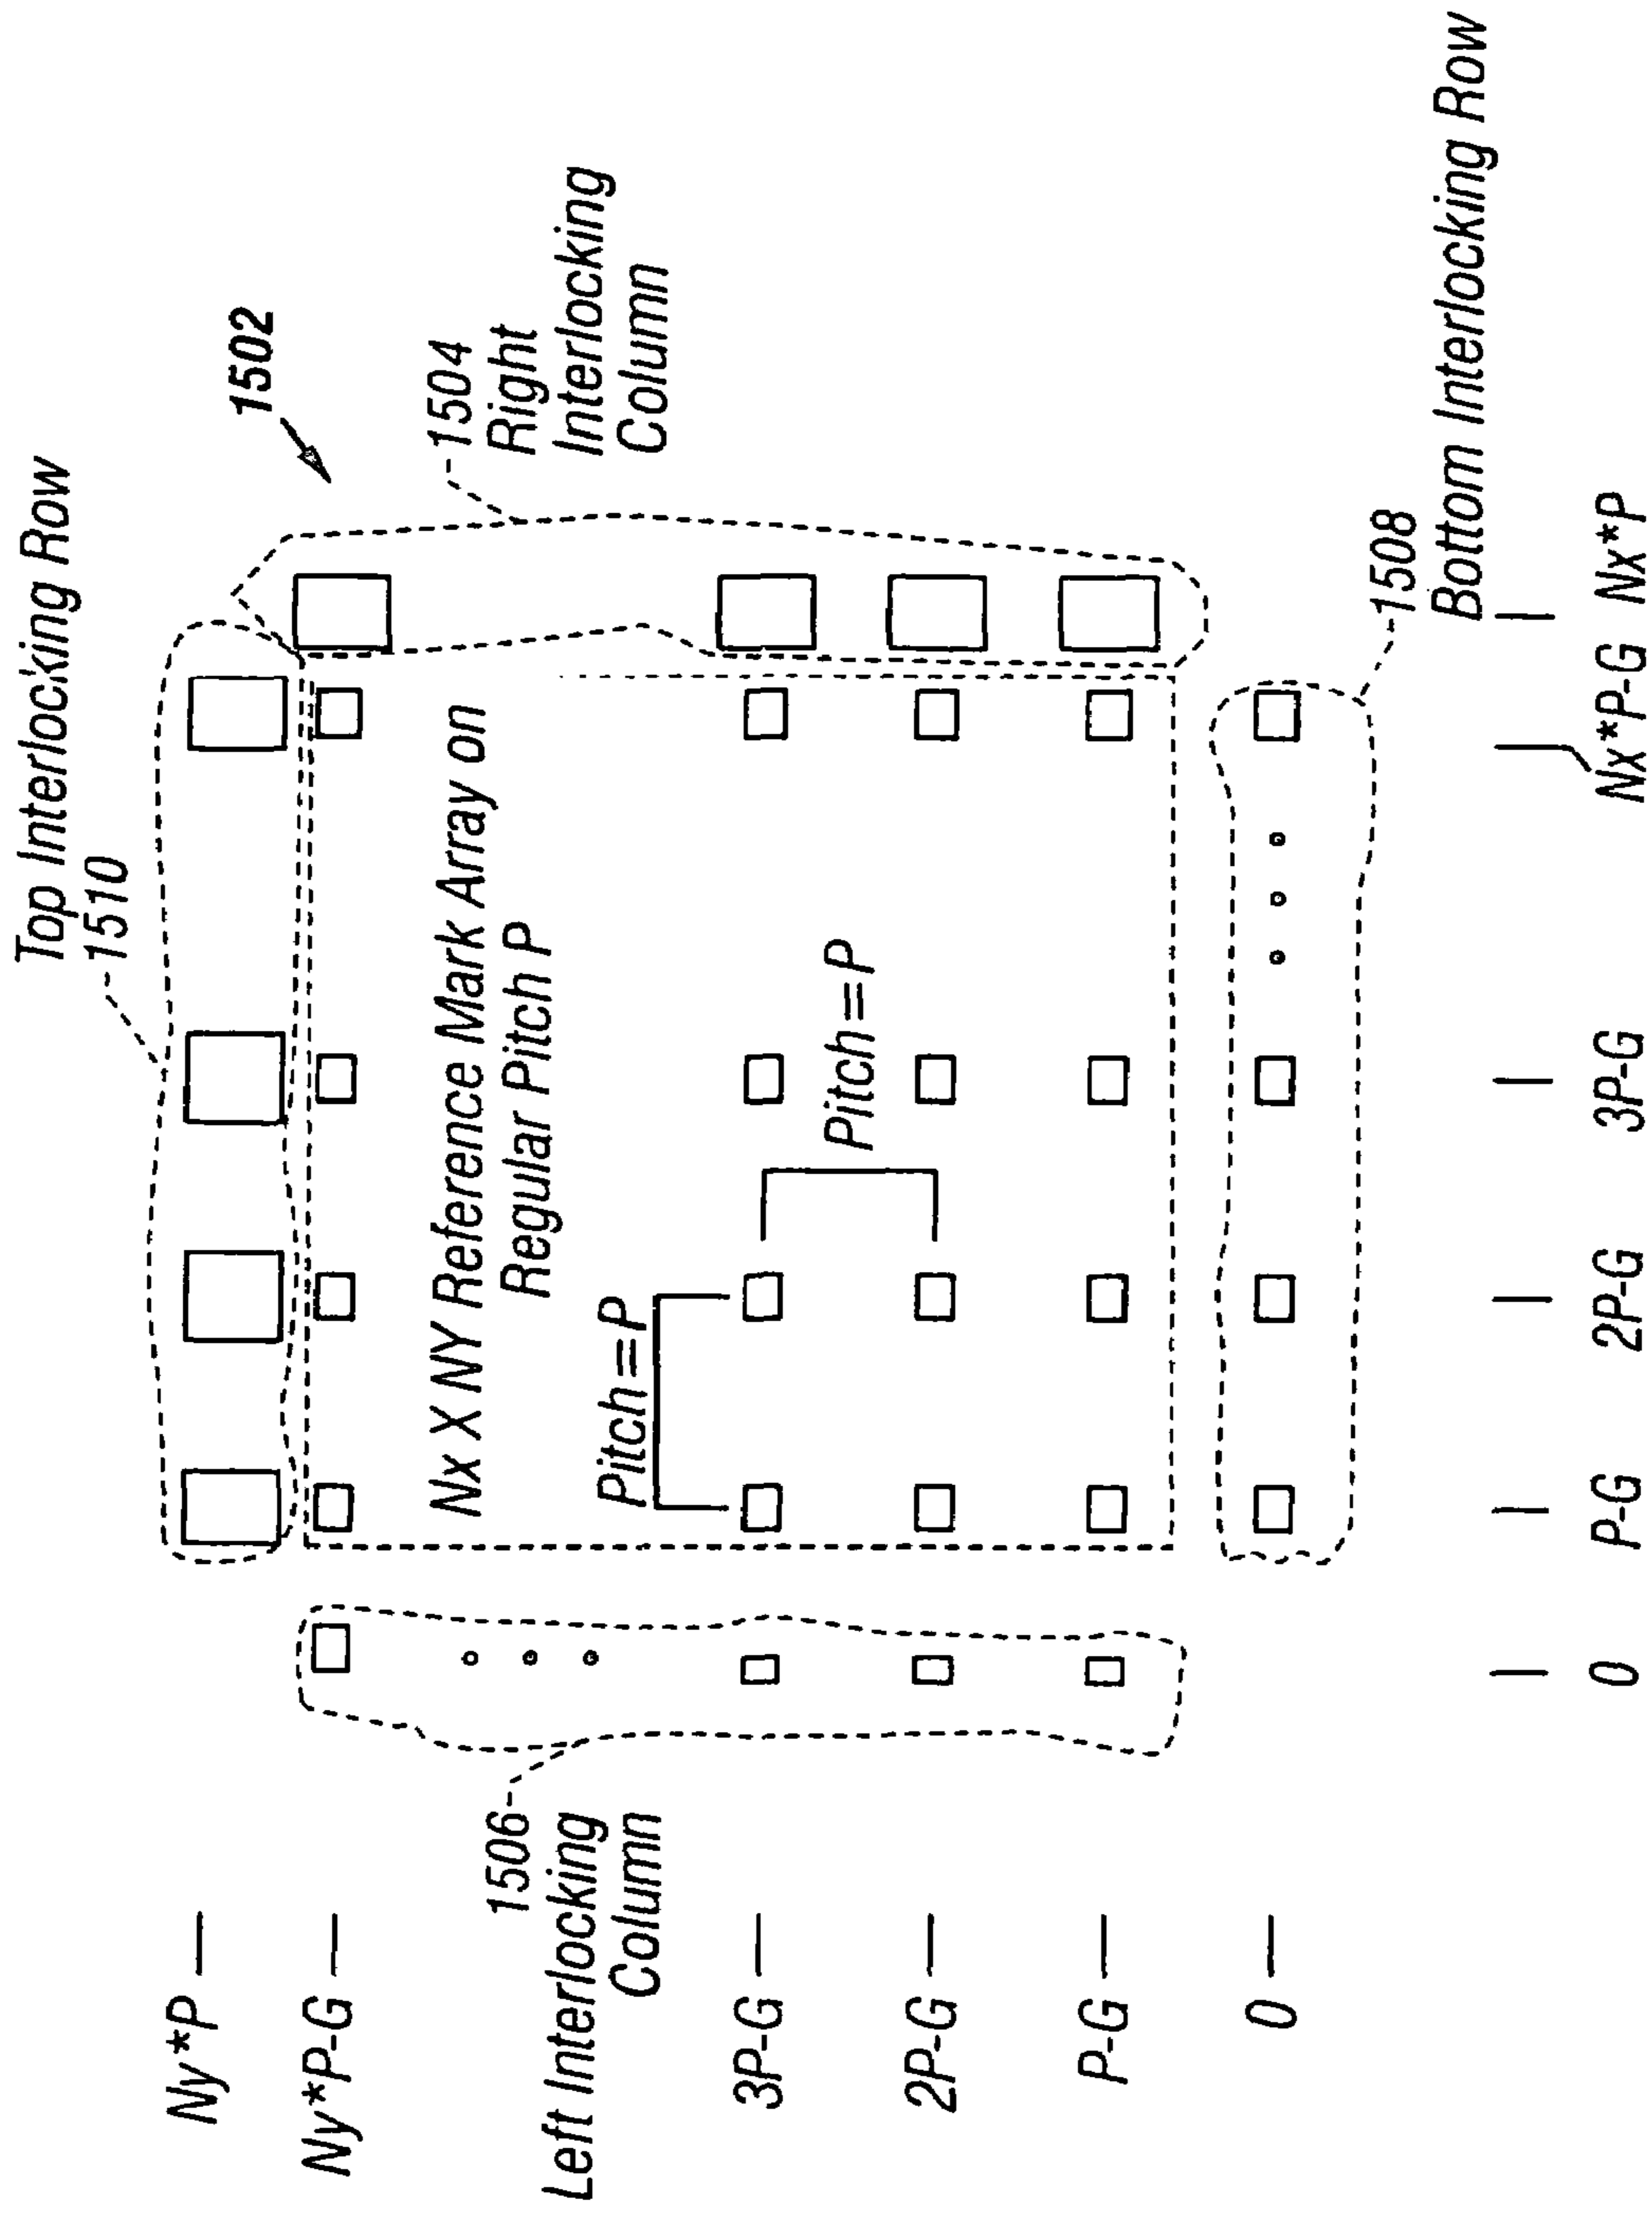 Top Interlocking Row
1510
1502
1504
Right
Interlocking
Column
Ny*P
Ny*P-G
Nx X NY Reference Mark Array on
Regular Pitch P
1506
Left Interlocking
Column
Pitch=P
Pitch=P
3P-G
2P-G
P-G
0
1508
Bottom Interlocking Row
0
P-G
2P-G
3P-G
Nx*P-G
Nx*P